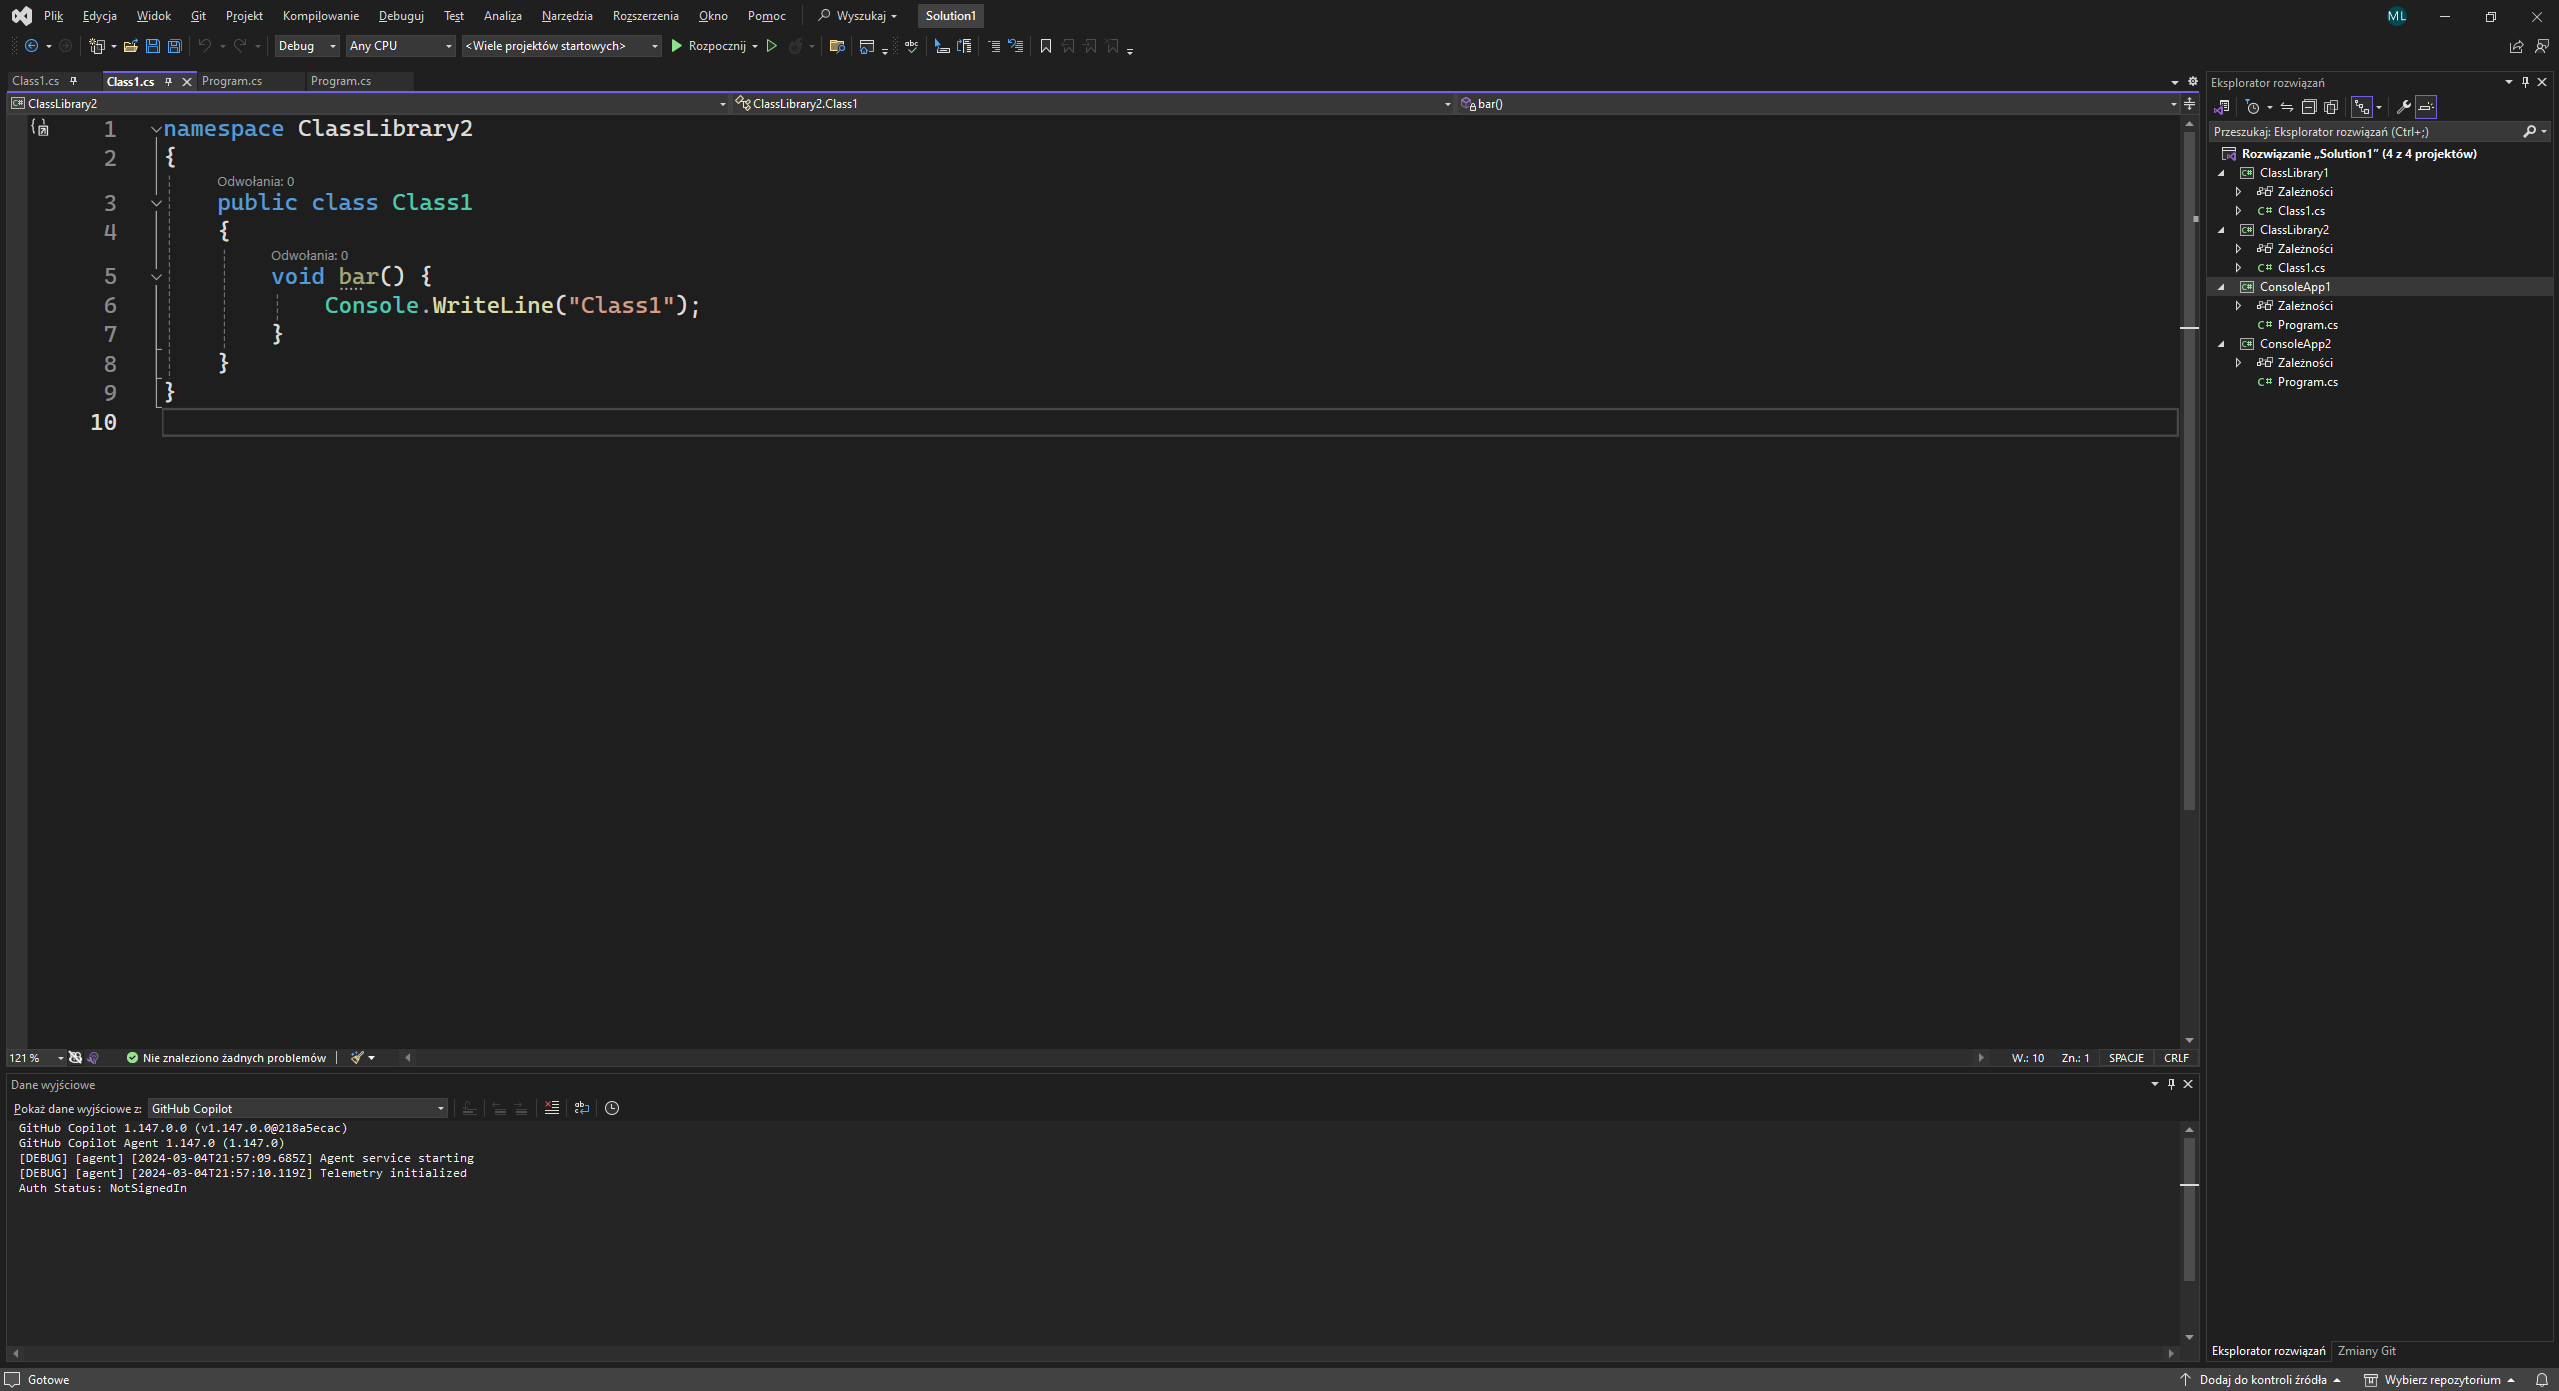 Plik Edycja Widok Git Projekt Kompilowanie Debuguj Test Analiza Narzędzia Rozszerzenia Okno Pomoc Wyszukaj Solution1 ML
Debug Any CPU <Wiele projektów startowych> Rozpocznij
Class1.cs Class1.cs Program.cs Program.cs
ClassLibrary2 ClassLibrary2.Class1 bar()
1 namespace ClassLibrary2
2 {
Odwołania: 0
3 public class Class1
4 {
Odwołania: 0
5 void bar() {
6 Console.WriteLine("Class1");
7 }
8 }
9 }
10
121 % Nie znaleziono żadnych problemów W.: 10 Zn.: 1 SPACJE CRLF
Dane wyjściowe
Pokaż dane wyjściowe z: GitHub Copilot
GitHub Copilot 1.147.0.0 (v1.147.0.0@218a5ecac)
GitHub Copilot Agent 1.147.0 (1.147.0)
[DEBUG] [agent] [2024-03-04T21:57:09.685Z] Agent service starting
[DEBUG] [agent] [2024-03-04T21:57:10.119Z] Telemetry initialized
Auth Status: NotSignedIn
Eksplorator rozwiązań
Przeszukaj: Eksplorator rozwiązań (Ctrl+;)
Rozwiązanie „Solution1” (4 z 4 projektów)
C# ClassLibrary1
Zależności
C# Class1.cs
C# ClassLibrary2
Zależności
C# Class1.cs
C# ConsoleApp1
Zależności
C# Program.cs
C# ConsoleApp2
Zależności
C# Program.cs
Eksplorator rozwiązań Zmiany Git
Gotowe Dodaj do kontroli źródła Wybierz repozytorium